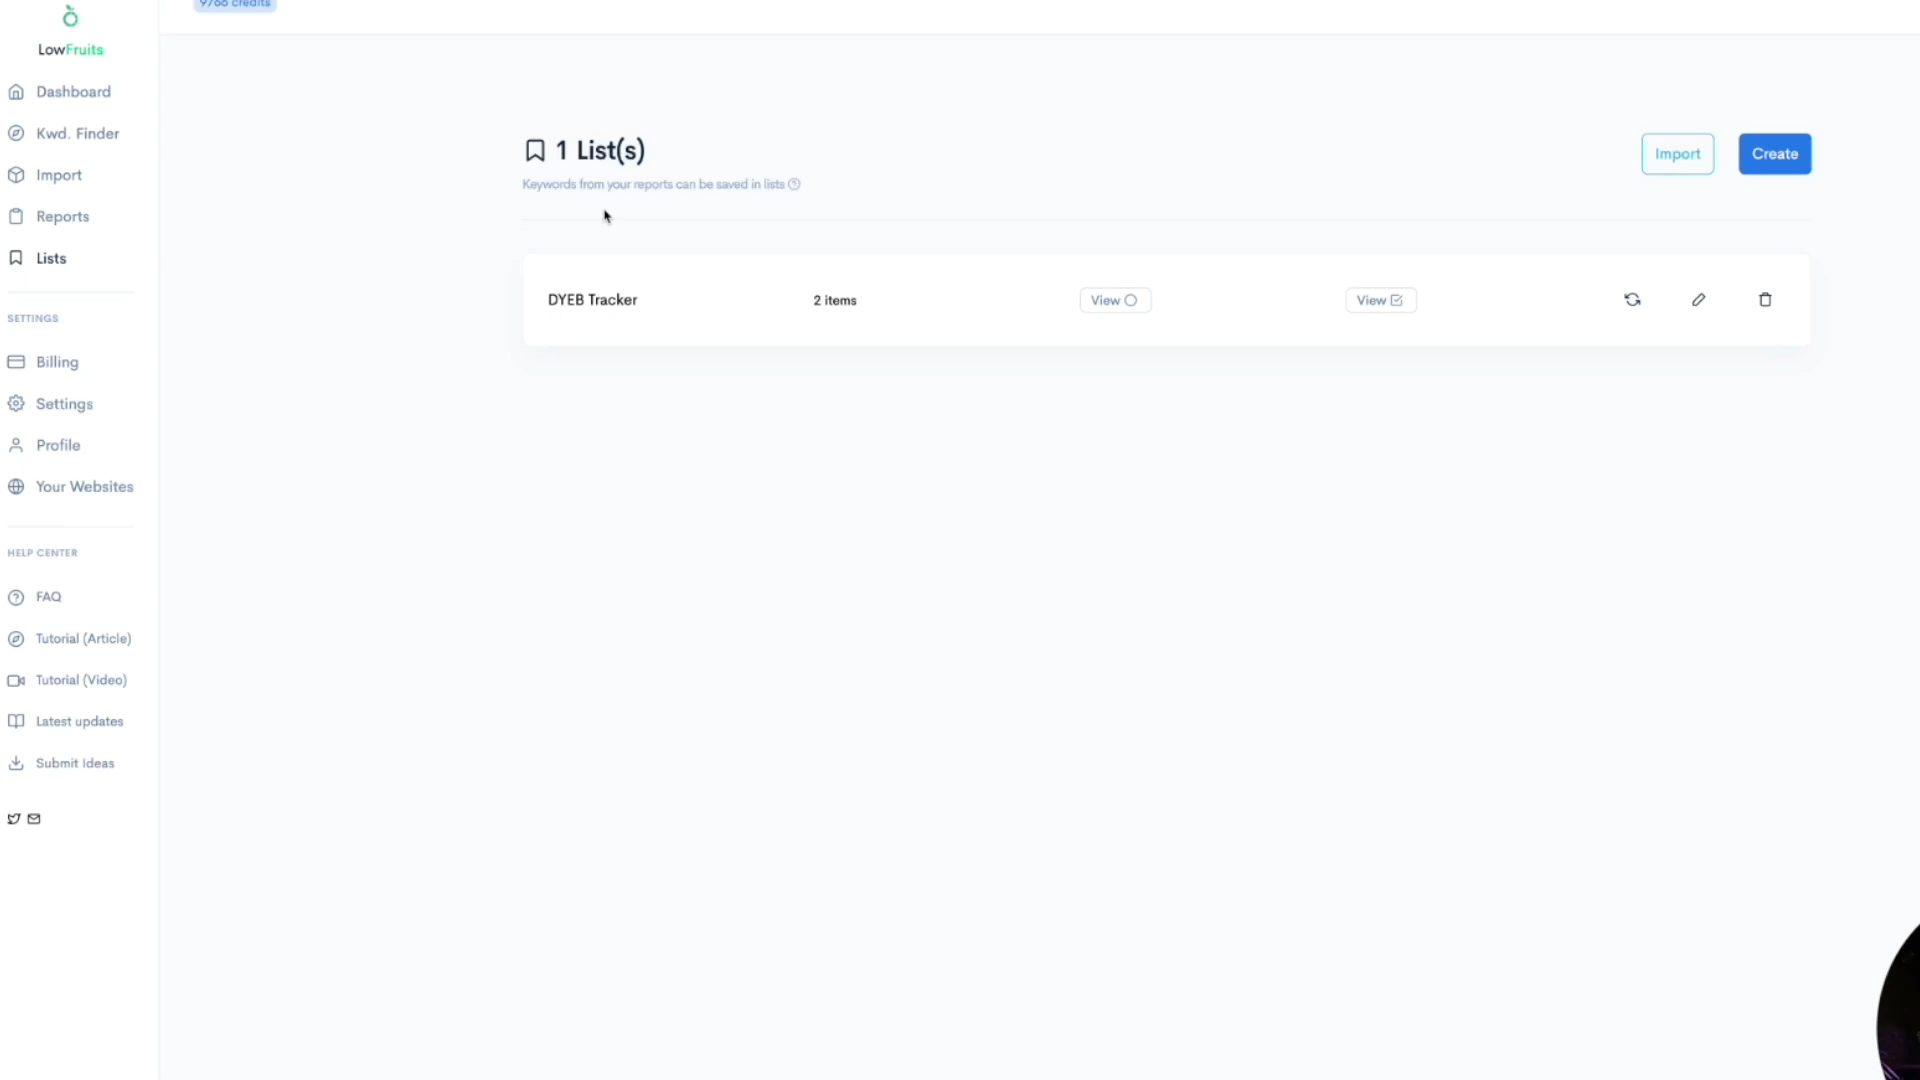 9766 credits
LowFruits
Dashboard
Kwd. Finder
Import
Reports
Lists
SETTINGS
Billing
Settings
Profile
Your Websites
HELP CENTER
FAQ
Tutorial (Article)
Tutorial (Video)
Latest updates
Submit Ideas
1 List(s)
Import
Create
Keywords from your reports can be saved in lists
DYEB Tracker
2 items
View
View